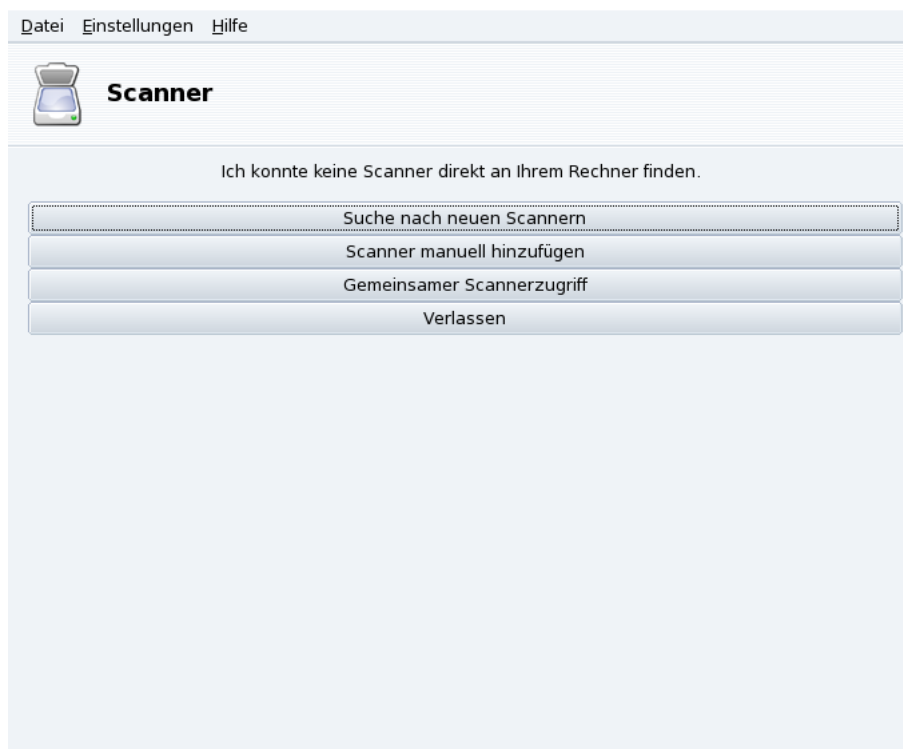 Datei Einstellungen Hilfe
Scanner
Ich konnte keine Scanner direkt an Ihrem Rechner finden.
Suche nach neuen Scannern
Scanner manuell hinzufügen
Gemeinsamer Scannerzugriff
Verlassen